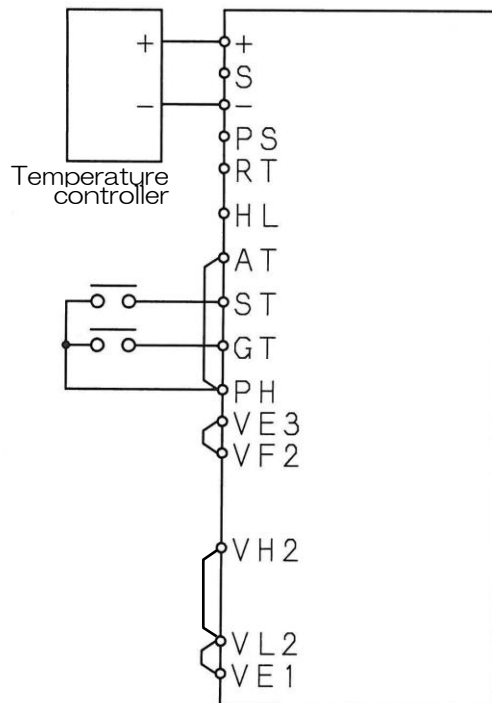 +
+
S
−
−
PS
RT
Temperature
controller
HL
AT
ST
GT
PH
VE3
VF2
VH2
VL2
VE1